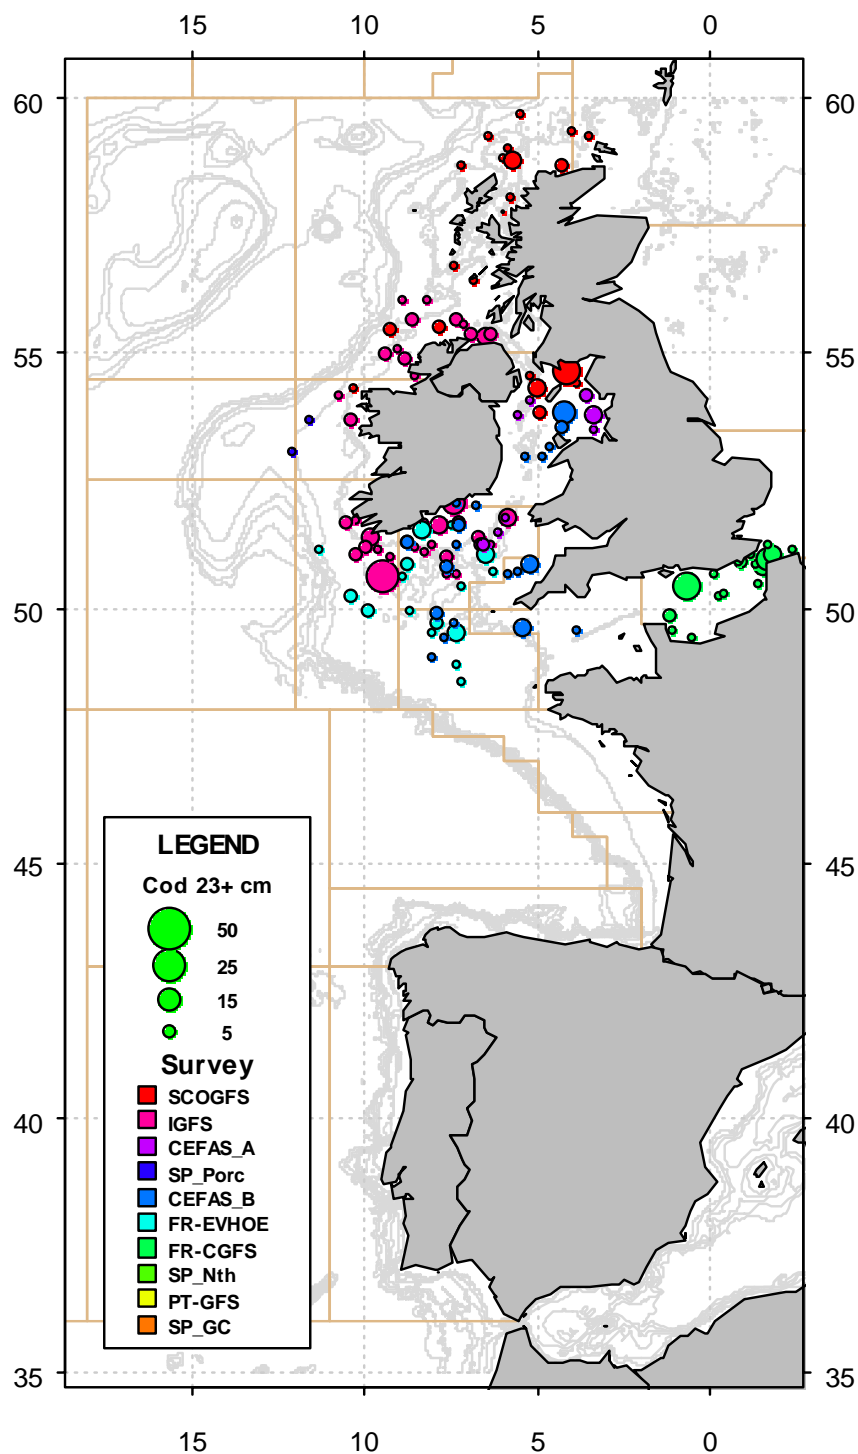 15 10 5 0
60 60
55 55
50 50
45 45
LEGEND
Cod 23+ cm
50
25
15
5
Survey
SCOGFS
IGFS
CEFAS_A
SP_Porc
CEFAS_B
FR-EVHOE
FR-CGFS
SP_Nth
PT-GFS
SP_GC
40 40
35 35
15 10 5 0